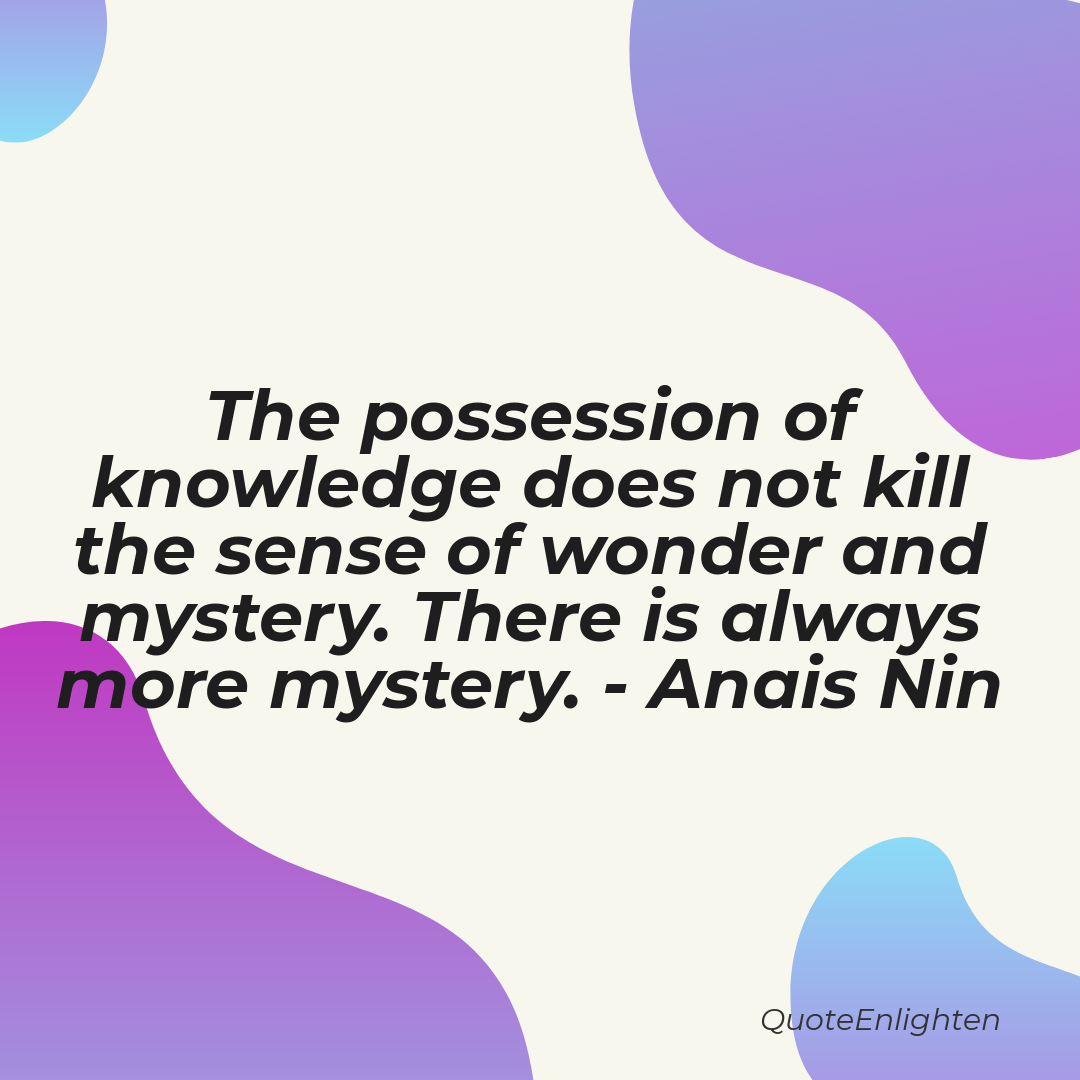 The possession of
knowledge does not kill
the sense of wonder and
mystery. There is always
more mystery. - Anais Nin
QuoteEnlighten